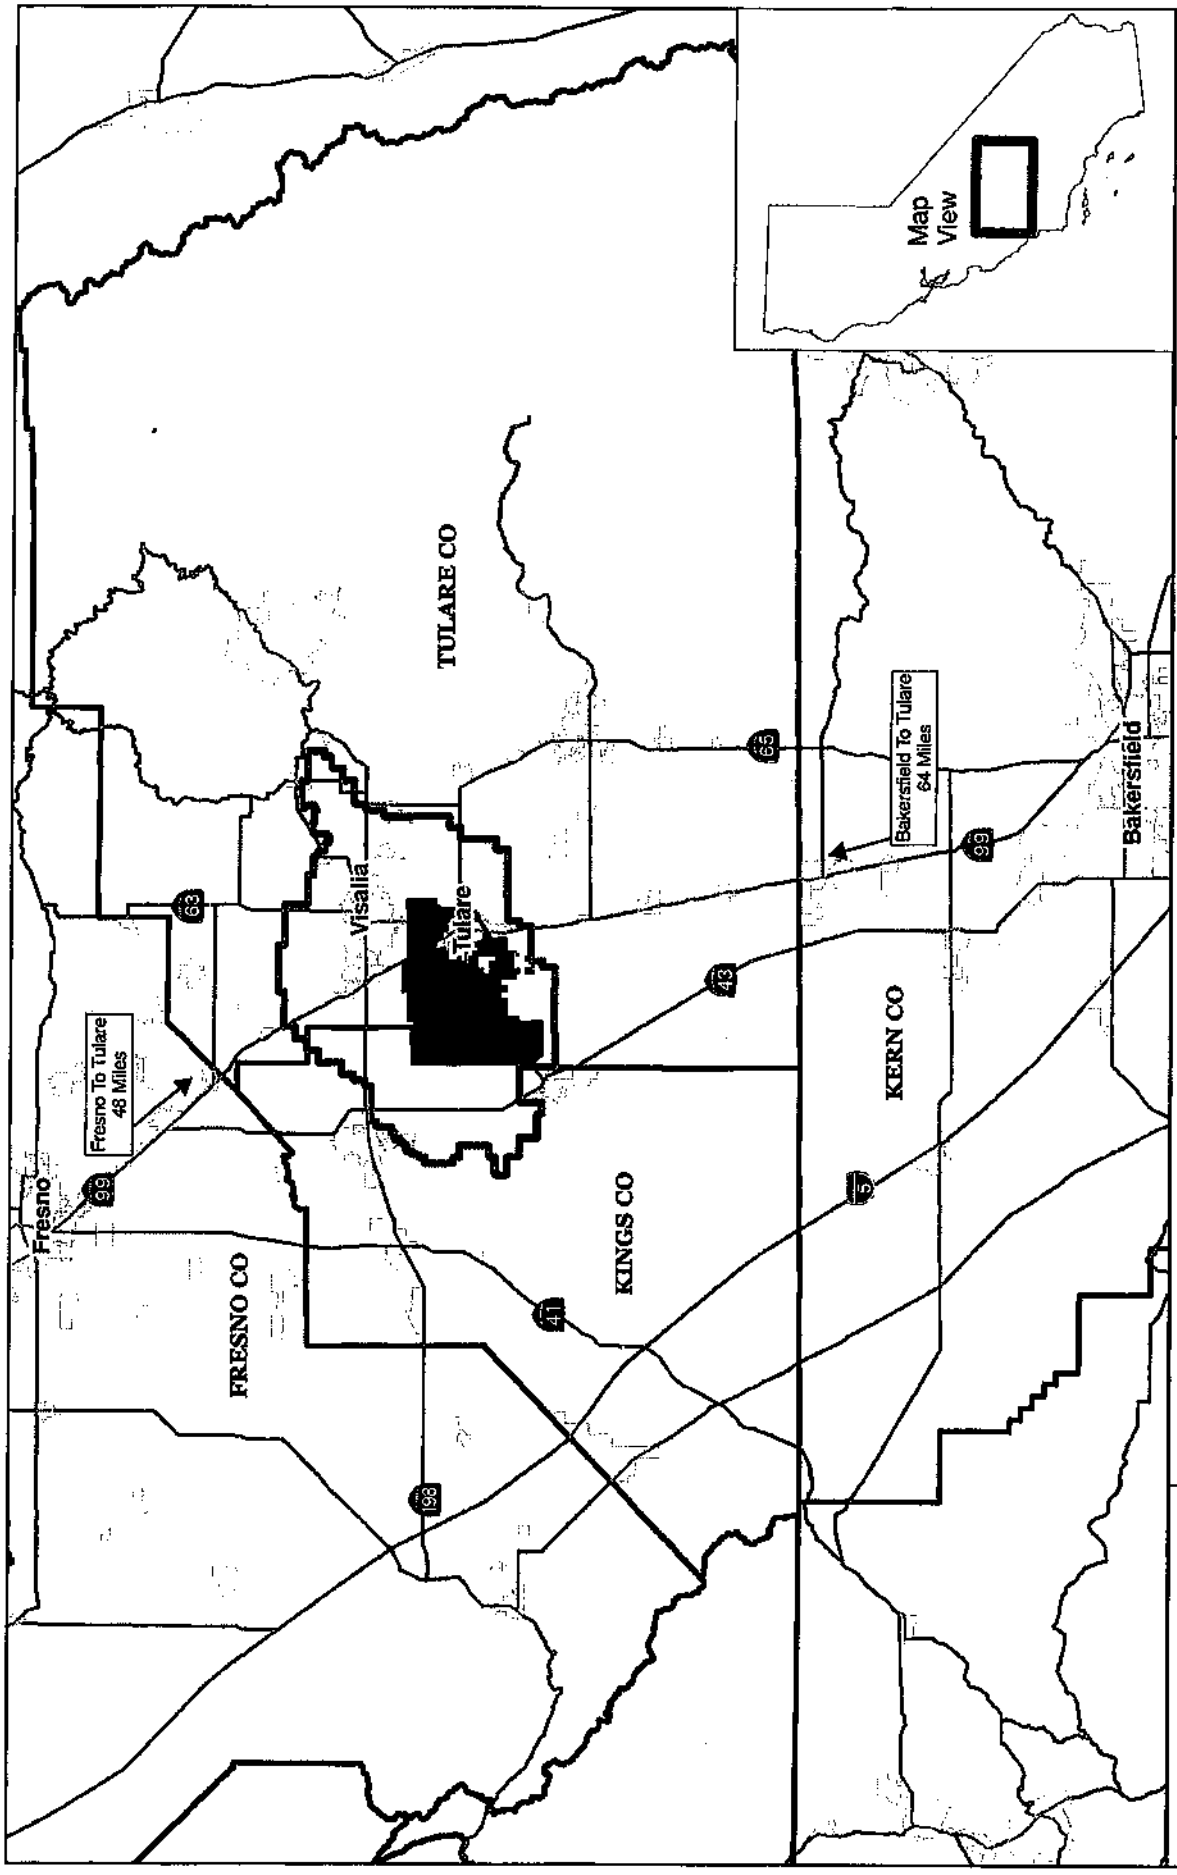 Fresno
99
Fresno To Tulare
48 Miles
63
FRESNO CO
Visalia
TULARE CO
Tulare
198
41
KINGS CO
43
65
5
KERN CO
99
Bakersfield To Tulare
64 Miles
Bakersfield
Map
View